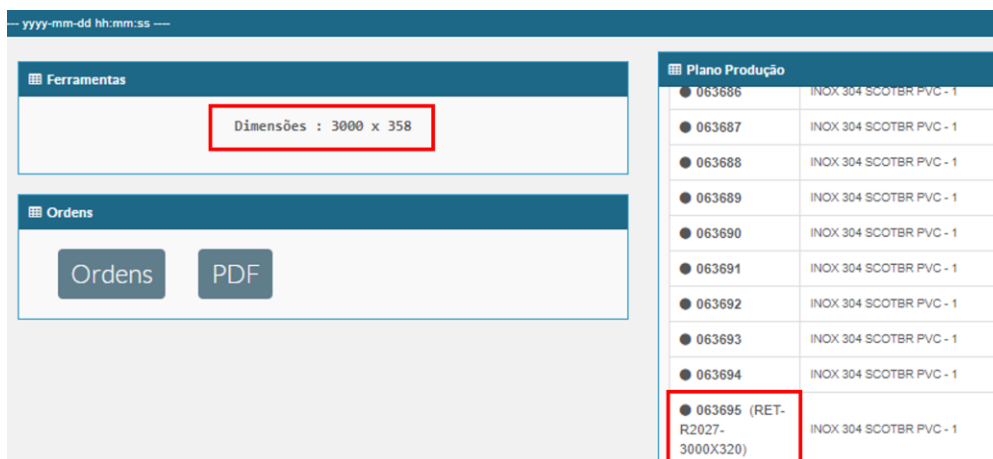 --- yyyy-mm-dd hh:mm:ss ----
Ferramentas
Dimensões : 3000 x 358
Ordens
Ordens PDF
Plano Produção
063686 INOX 304 SCOTBR PVC - 1
063687 INOX 304 SCOTBR PVC - 1
063688 INOX 304 SCOTBR PVC - 1
063689 INOX 304 SCOTBR PVC - 1
063690 INOX 304 SCOTBR PVC - 1
063691 INOX 304 SCOTBR PVC - 1
063692 INOX 304 SCOTBR PVC - 1
063693 INOX 304 SCOTBR PVC - 1
063694 INOX 304 SCOTBR PVC - 1
063695 (RET-
R2027- INOX 304 SCOTBR PVC - 1
3000X320)